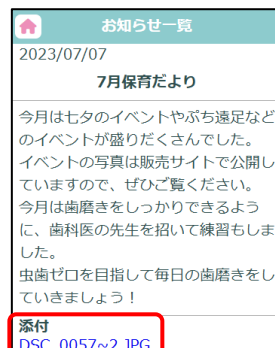 お知らせ一覧
2023/07/07
7月保育だより
今月は七夕のイベントやぷち遠足など
のイベントが盛りだくさんでした。
イベントの写真は販売サイトで公開し
ていますので、ぜひご覧ください。
今月は歯磨きをしっかりできるよう
に、歯科医の先生を招いて練習もしま
した。
虫歯ゼロを目指して毎日の歯磨きをし
ていきましょう！
添付
DSC_0057~2.JPG